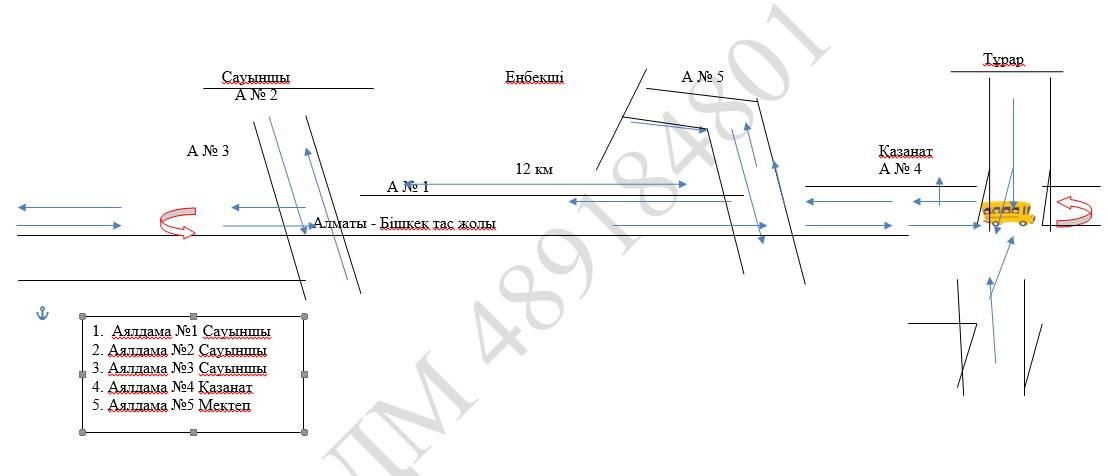 Тұрар
Сауыншы
Еңбекші
А № 5
А № 2
А № 3
Қазанат
12 км
А № 4
А № 1
Алматы - Бішкек тас жолы
1. Аялдама №1 Сауыншы
2. Аялдама №2 Сауыншы
3. Аялдама №3 Сауыншы
4. Аялдама №4 Қазанат
5. Аялдама №5 Мектеп
ДМ 48918484801